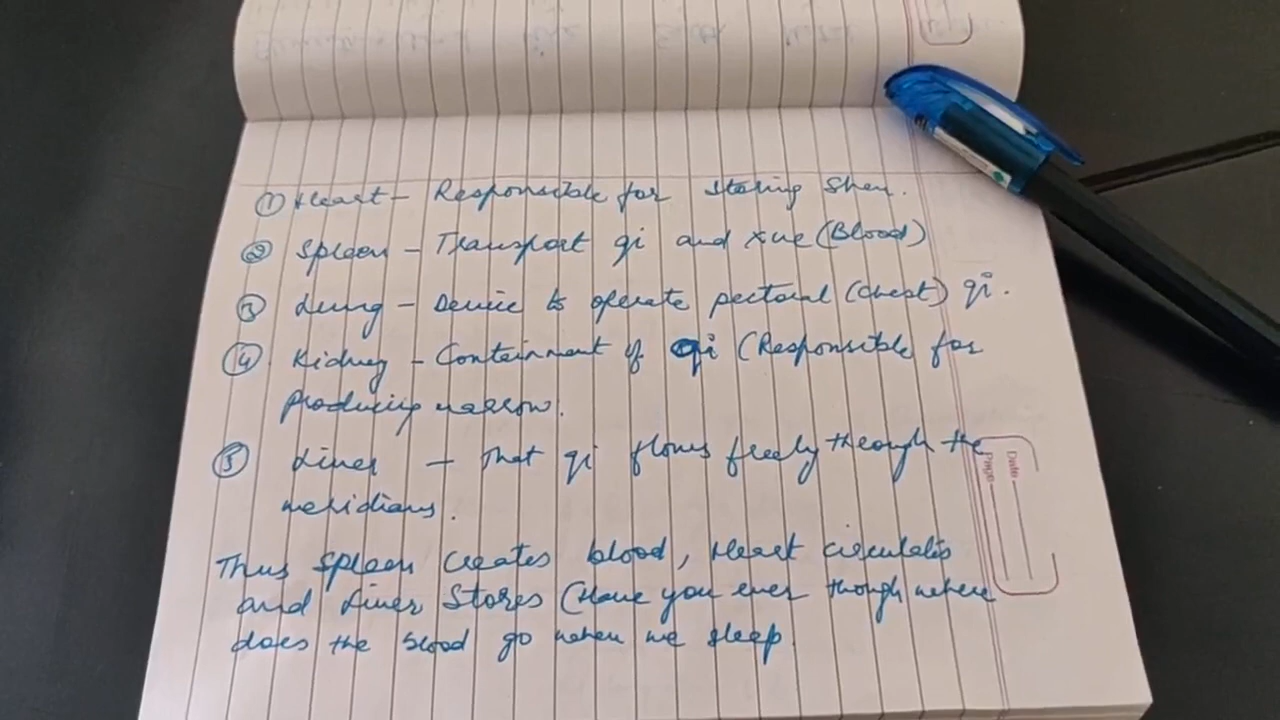 ① Heart - Responsible for storing Shen.
② Spleen - Transport qi and xue (Blood)
③ Lung - Device to operate pectoral (chest) qi.
④ Kidney - Containment of qi (Responsible for
producing marrow.
⑤ Liver - That qi flows freely through the
meridians.
Thus Spleen creates blood, Heart circulates
and Liver Stores (Have you ever though where
does the blood go when we sleep
Date
Page